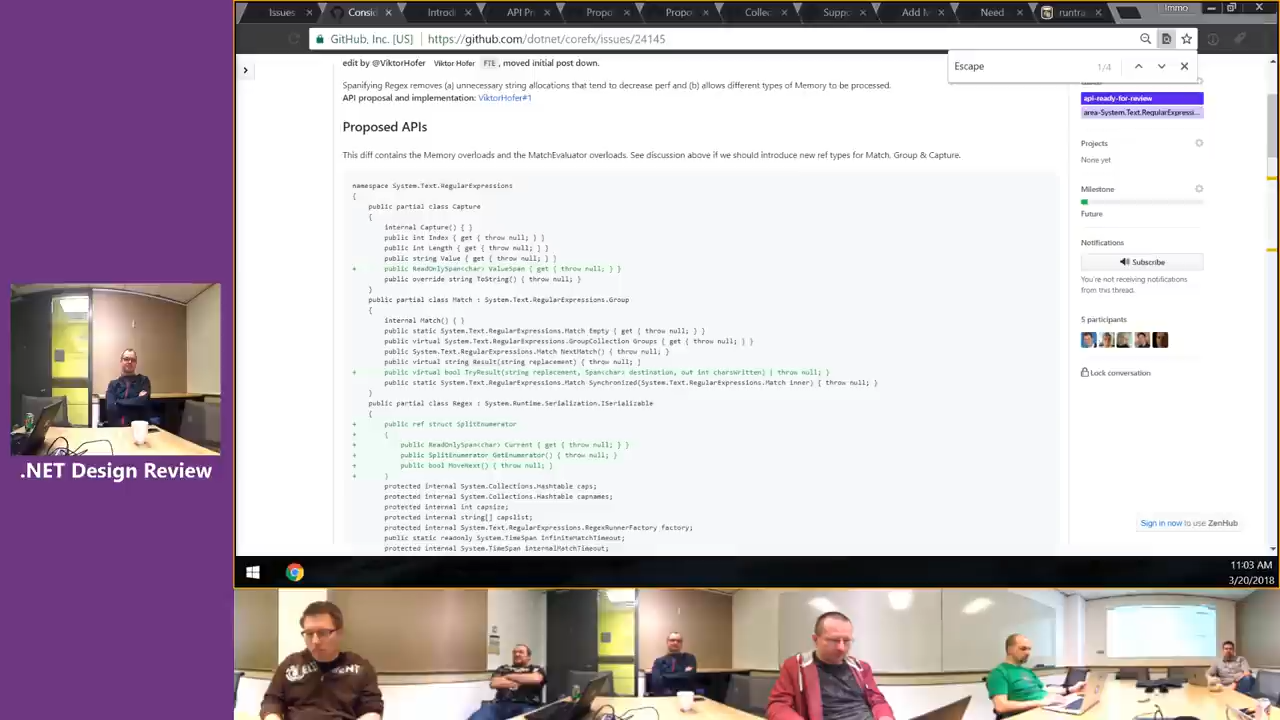 Issues
Consid
Introdu
API Pr
Propo
Propo
Collec
Suppo
Add M
Need
runtra
Immo
GitHub, Inc. [US]
https://github.com/dotnet/corefx/issues/24145
Escape
1/4
edit by @ViktorHofer Viktor Hofer FTE , moved initial post down.
Spanifying Regex removes (a) unnecessary string allocations that tend to decrease perf and (b) allows different types of Memory to be processed.
API proposal and implementation: ViktorHofer#1
Proposed APIs
This diff contains the Memory overloads and the MatchEvaluator overloads. See discussion above if we should introduce new ref types for Match, Group & Capture.
namespace System.Text.RegularExpressions
{
public partial class Capture
{
internal Capture() { }
public int Index { get { throw null; } }
public int Length { get { throw null; } }
public string Value { get { throw null; } }
+ public ReadOnlySpan<char> ValueSpan { get { throw null; } }
public override string ToString() { throw null; }
}
public partial class Match : System.Text.RegularExpressions.Group
{
internal Match() { }
public static System.Text.RegularExpressions.Match Empty { get { throw null; } }
public virtual System.Text.RegularExpressions.GroupCollection Groups { get { throw null; } }
public System.Text.RegularExpressions.Match NextMatch() { throw null; }
public virtual string Result(string replacement) { throw null; }
+ public virtual bool TryResult(string replacement, Span<char> destination, out int charsWritten) { throw null; }
public static System.Text.RegularExpressions.Match Synchronized(System.Text.RegularExpressions.Match inner) { throw null; }
}
public partial class Regex : System.Runtime.Serialization.ISerializable
{
+ public ref struct SplitEnumerator
+ {
+ public ReadOnlySpan<char> Current { get { throw null; } }
+ public SplitEnumerator GetEnumerator() { throw null; }
+ public bool MoveNext() { throw null; }
+ }
protected internal System.Collections.Hashtable caps;
protected internal System.Collections.Hashtable capnames;
protected internal int capsize;
protected internal string[] capslist;
protected internal System.Text.RegularExpressions.RegexRunnerFactory factory;
public static readonly System.TimeSpan InfiniteMatchTimeout;
protected internal System.TimeSpan internalMatchTimeout;
api-ready-for-review
area-System.Text.RegularExpressi...
Projects
None yet
Milestone
Future
Notifications
Subscribe
You're not receiving notifications
from this thread.
5 participants
Lock conversation
Sign in now to use ZenHub
.NET Design Review
11:03 AM
3/20/2018